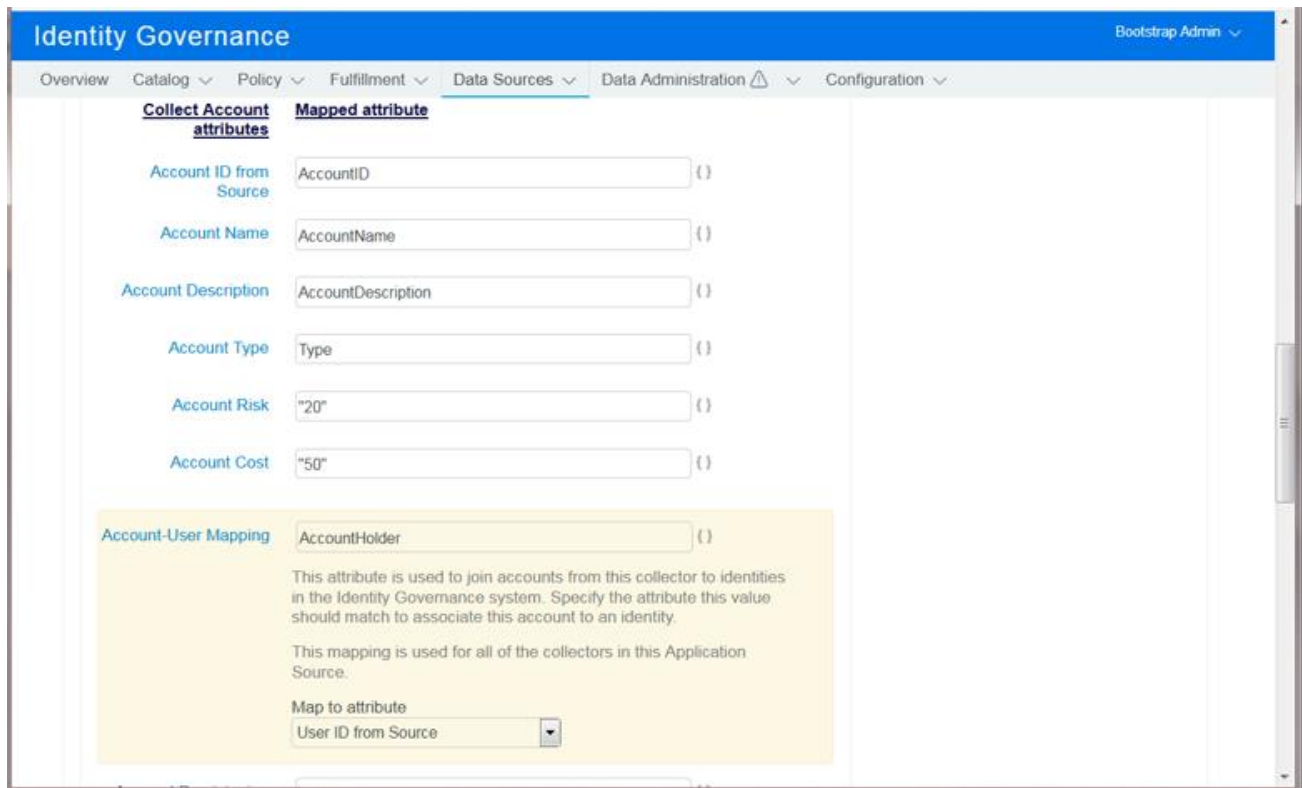 Identity Governance
Bootstrap Admin
Overview Catalog Policy Fulfillment Data Sources Data Administration Configuration
Collect Account
attributes
Mapped attribute
Account ID from
Source
AccountID
{ }
Account Name
AccountName
{ }
Account Description
AccountDescription
{ }
Account Type
Type
{ }
Account Risk
"20"
{ }
Account Cost
"50"
{ }
Account-User Mapping
AccountHolder
{ }
This attribute is used to join accounts from this collector to identities
in the Identity Governance system. Specify the attribute this value
should match to associate this account to an identity.
This mapping is used for all of the collectors in this Application
Source.
Map to attribute
User ID from Source